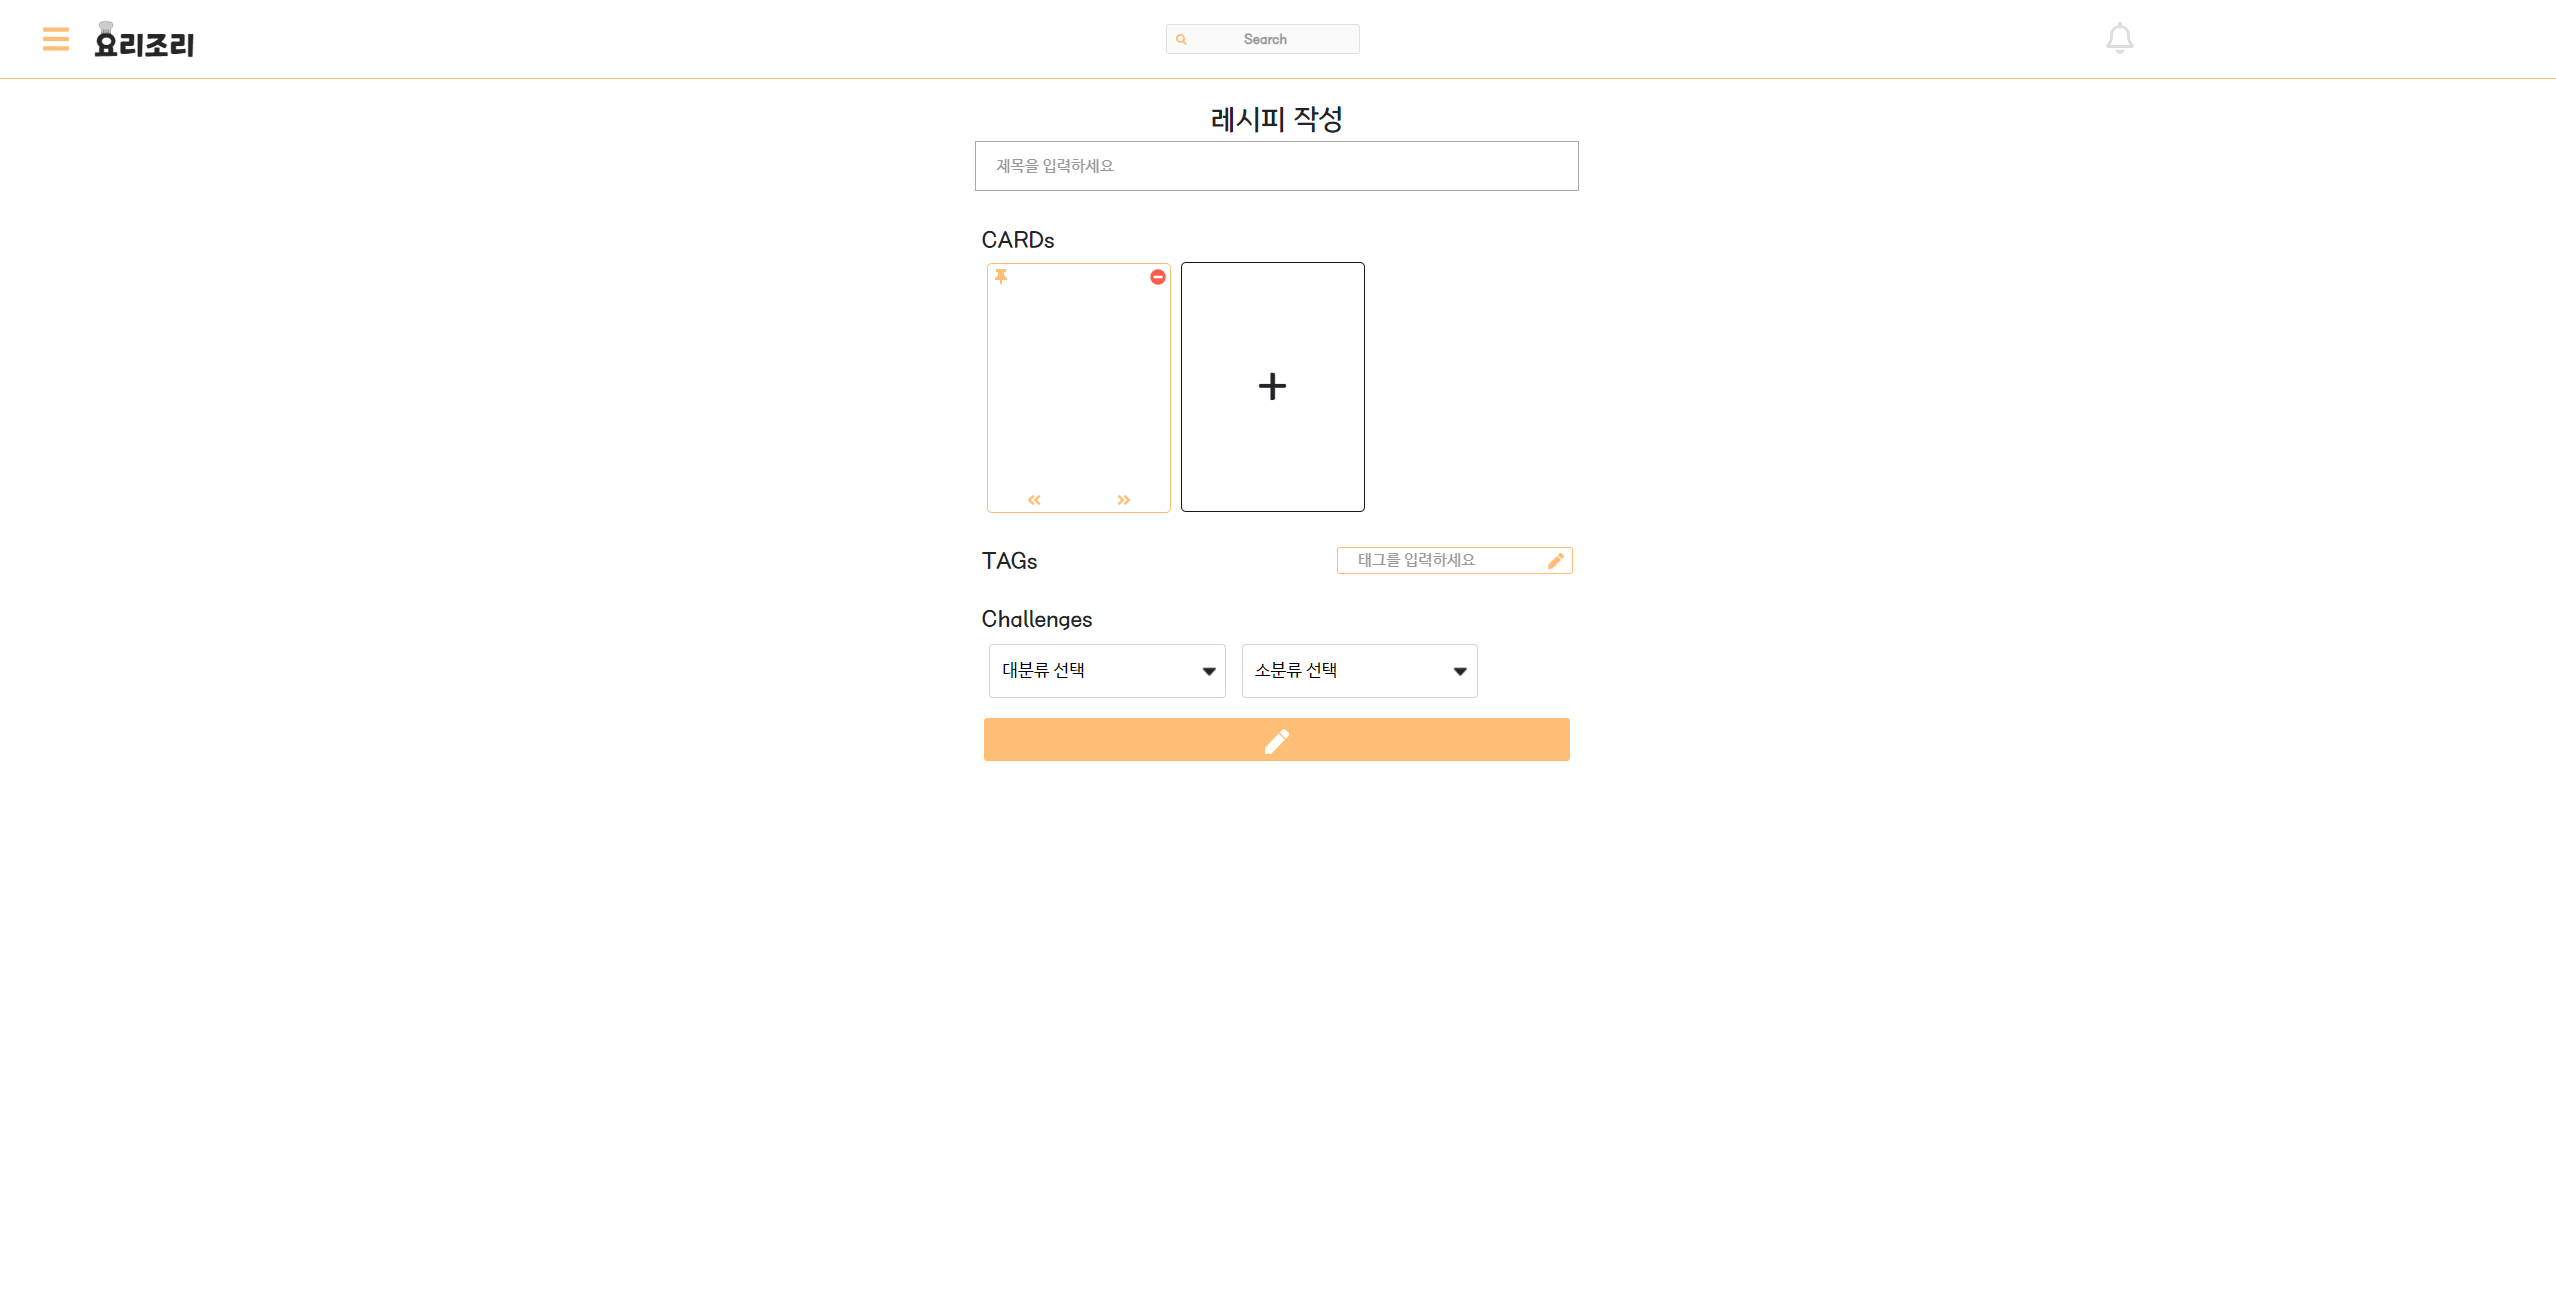 요리조리
Search
레시피 작성
제목을 입력하세요
CARDs
TAGs
태그를 입력하세요
Challenges
대분류 선택
소분류 선택